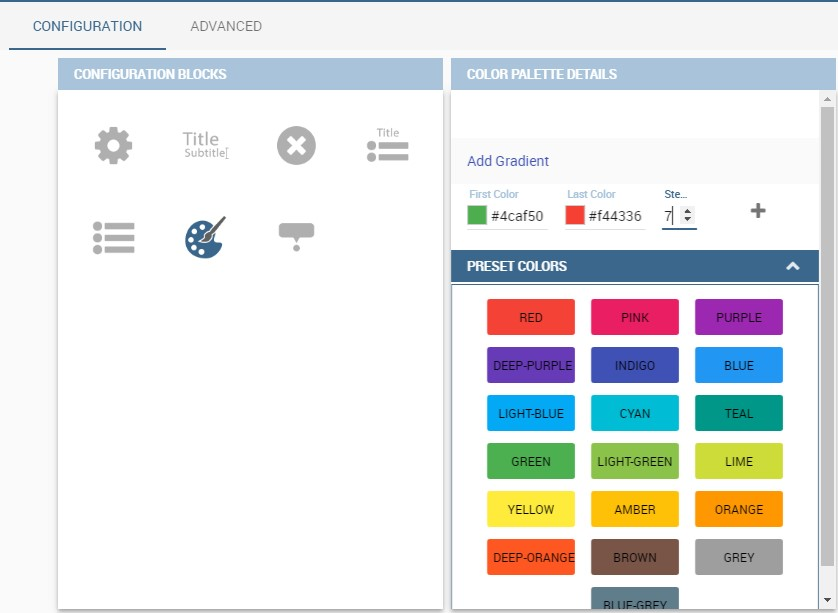 CONFIGURATION ADVANCED
CONFIGURATION BLOCKS
Title
Subtitle
Title
COLOR PALETTE DETAILS
Add Gradient
First Color Last Color Ste...
#4caf50 #f44336 7
PRESET COLORS
RED PINK PURPLE
DEEP-PURPLE INDIGO BLUE
LIGHT-BLUE CYAN TEAL
GREEN LIGHT-GREEN LIME
YELLOW AMBER ORANGE
DEEP-ORANGE BROWN GREY
BLUE-GREY